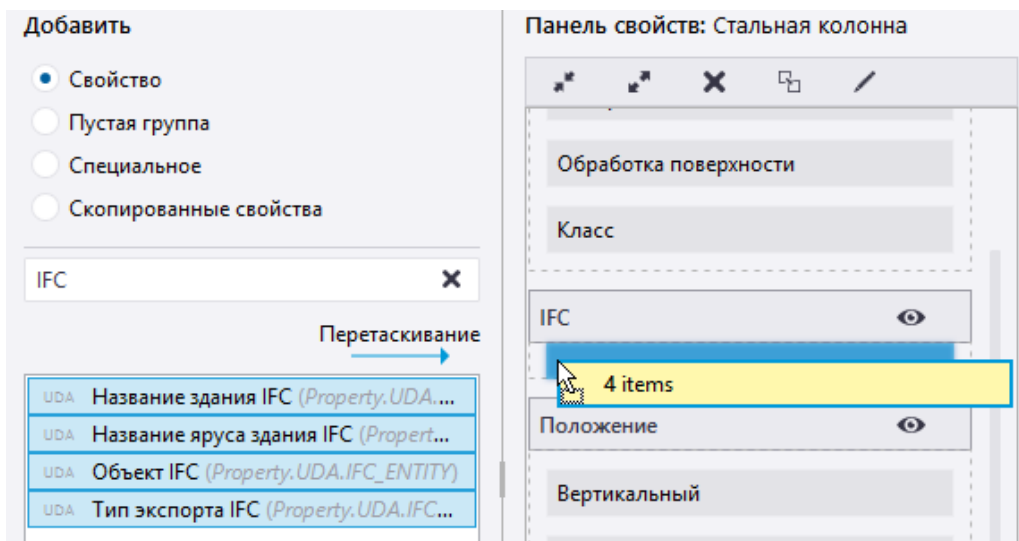 Добавить
Свойство
Пустая группа
Специальное
Скопированные свойства
IFC
Перетаскивание
UDA Название здания IFC (Property.UDA....
UDA Название яруса здания IFC (Propert...
UDA Объект IFC (Property.UDA.IFC_ENTITY)
UDA Тип экспорта IFC (Property.UDA.IFC...
Панель свойств: Стальная колонна
Обработка поверхности
Класс
IFC
4 items
Положение
Вертикальный